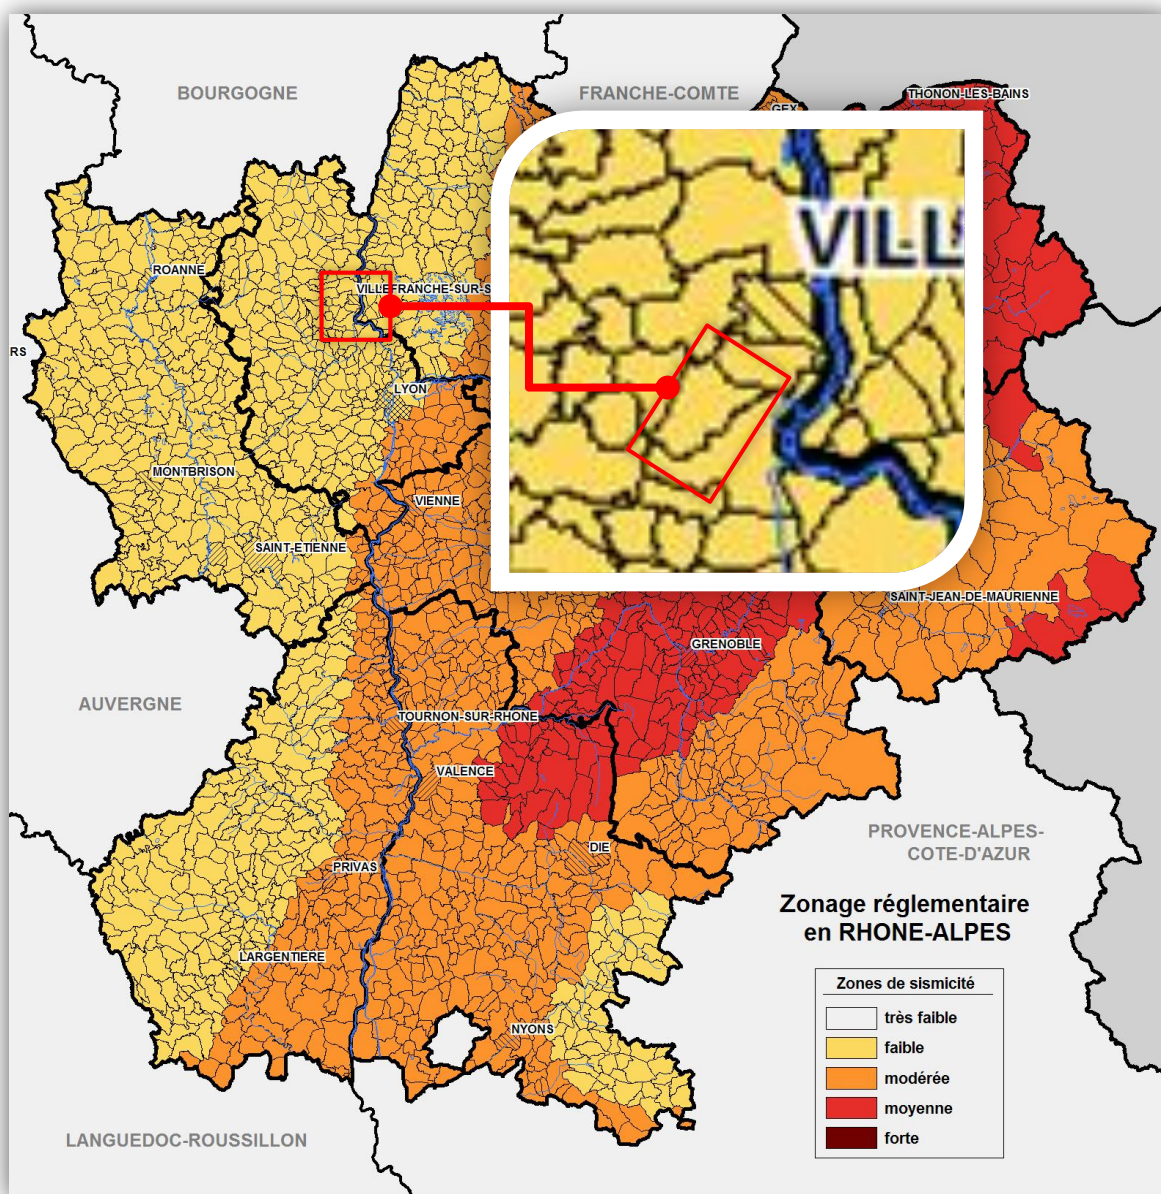 BOURGOGNE
FRANCHE-COMTE
THONON-LES-BAINS
VILL
ROANNE
VILLEFRANCHE-SUR-S
RS
LYON
MONTBRISON
VIENNE
SAINT-ETIENNE
SAINT-JEAN-DE-MAURIENNE
GRENOBLE
AUVERGNE
TOURNON-SUR-RHONE
VALENCE
PROVENCE-ALPES-
COTE-D'AZUR
DIE
PRIVAS
Zonage réglementaire
en RHONE-ALPES
LARGENTIERE
Zones de sismicité
très faible
faible
modérée
moyenne
forte
NYONS
LANGUEDOC-ROUSSILLON